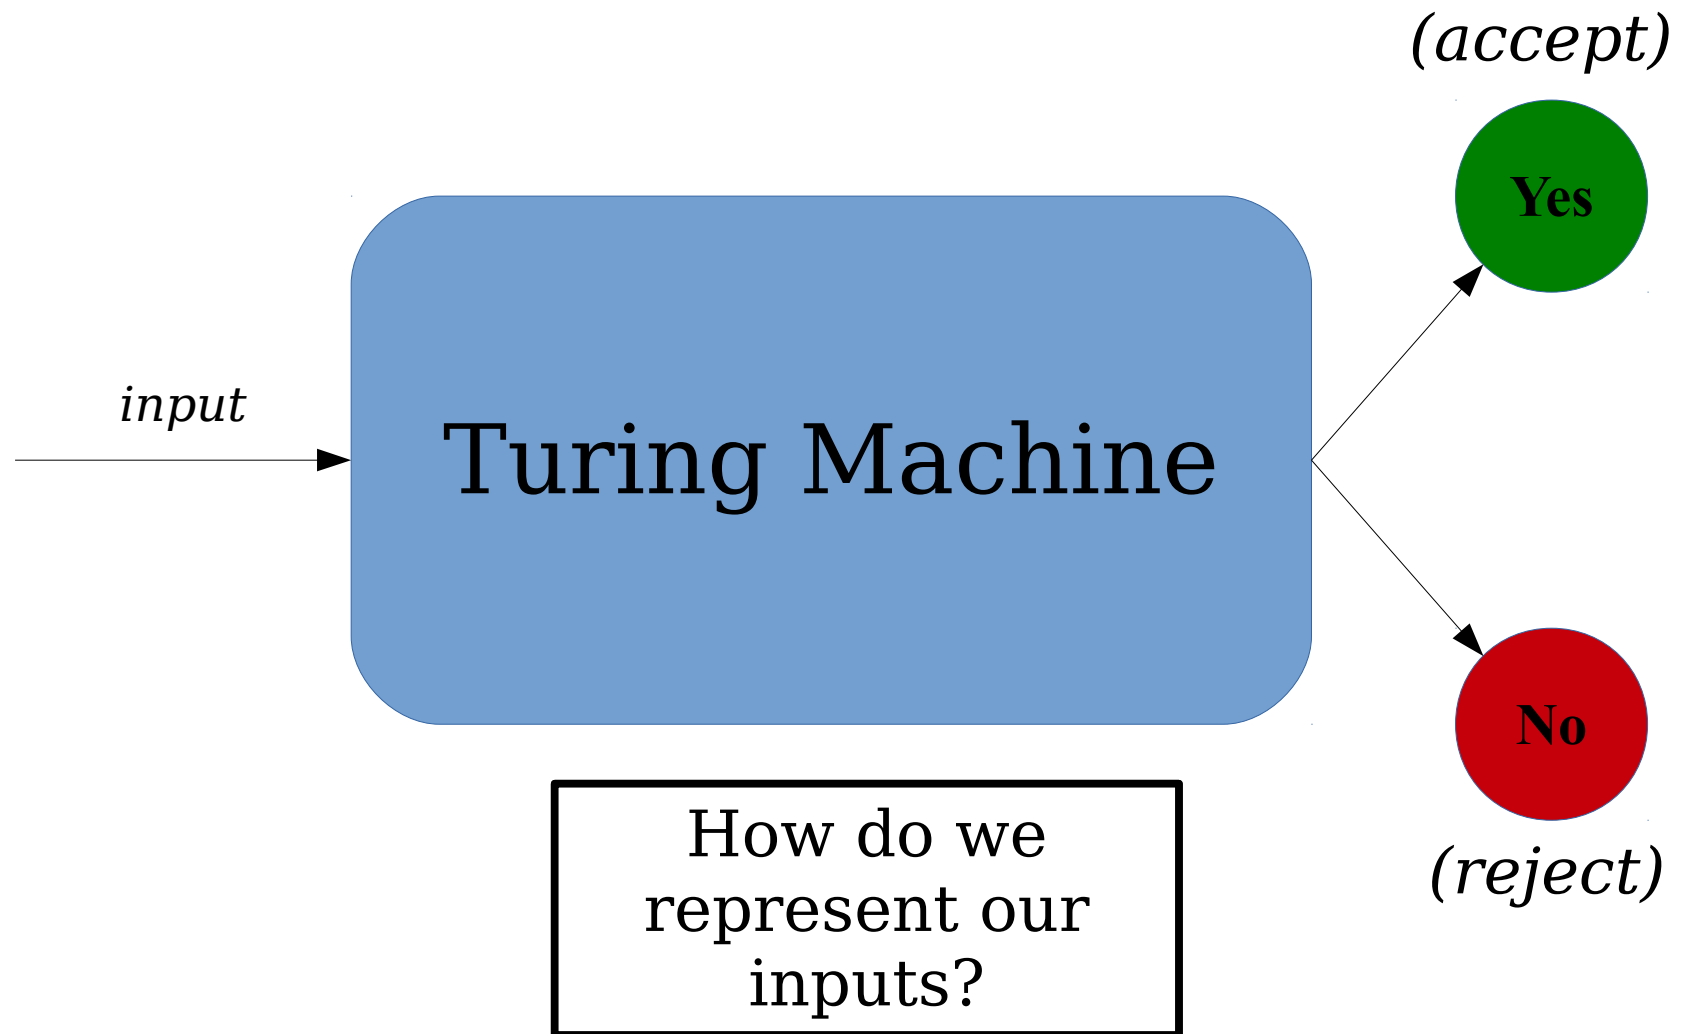 (accept)
Yes
input
Turing Machine
No
(reject)
How do we
represent our
inputs?